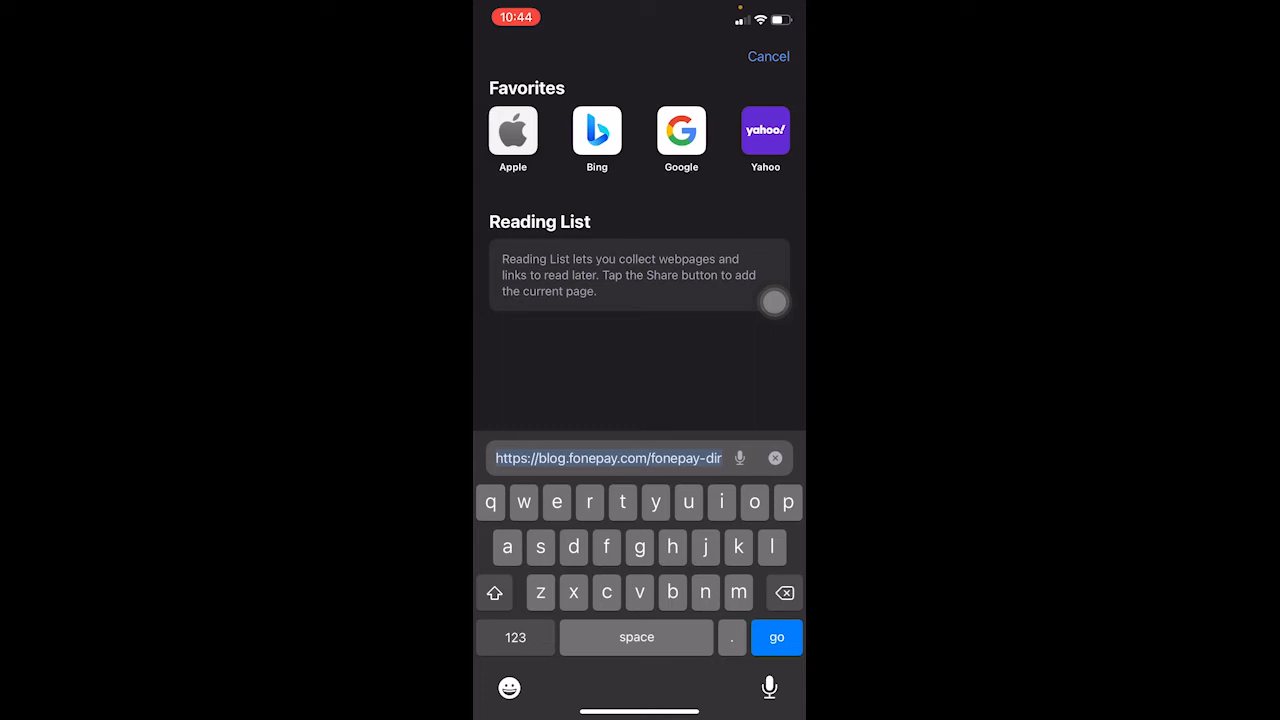 10:44
Cancel
Favorites
yahoo!
Apple
Bing
Google
Yahoo
Reading List
Reading List lets you collect webpages and
links to read later. Tap the Share button to add
the current page.
https://blog.fonepay.com/fonepay-dir
q w e r t y u i o p
a s d f g h j k l
z x c v b n m
123 space . go